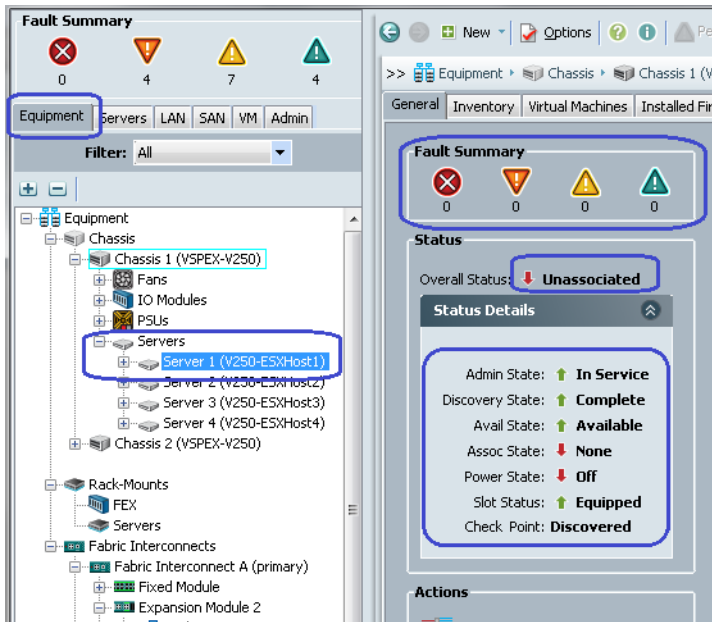 Fault Summary
0 4 7 4
Equipment Servers LAN SAN VM Admin
Filter: All
Equipment
Chassis
Chassis 1 (VSPEX-V250)
Fans
IO Modules
PSUs
Servers
Server 1 (V250-ESXHost1)
Server 2 (V250-ESXHost2)
Server 3 (V250-ESXHost3)
Server 4 (V250-ESXHost4)
Chassis 2 (VSPEX-V250)
Rack-Mounts
FEX
Servers
Fabric Interconnects
Fabric Interconnect A (primary)
Fixed Module
Expansion Module 2
New Options Pe
>> Equipment Chassis Chassis 1 (V
General Inventory Virtual Machines Installed Fir
Fault Summary
0 0 0 0
Status
Overall Status: Unassociated
Status Details
Admin State: In Service
Discovery State: Complete
Avail State: Available
Assoc State: None
Power State: Off
Slot Status: Equipped
Check Point: Discovered
Actions